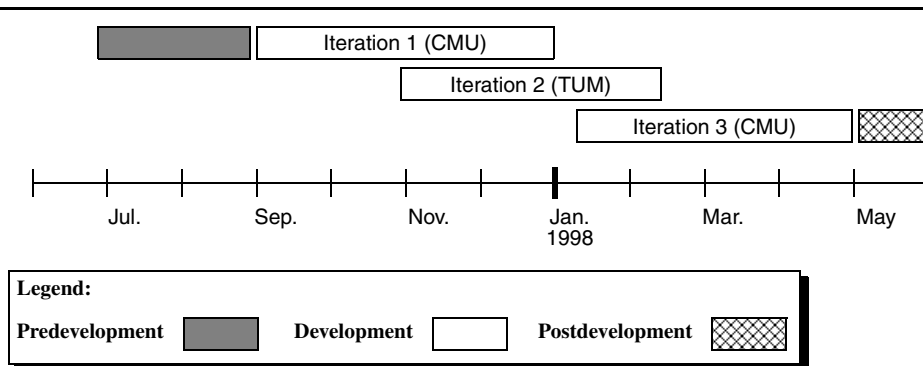 Iteration 1 (CMU)
Iteration 2 (TUM)
Iteration 3 (CMU)
Jul. Sep. Nov. Jan. Mar. May
1998
Legend:
Predevelopment Development Postdevelopment